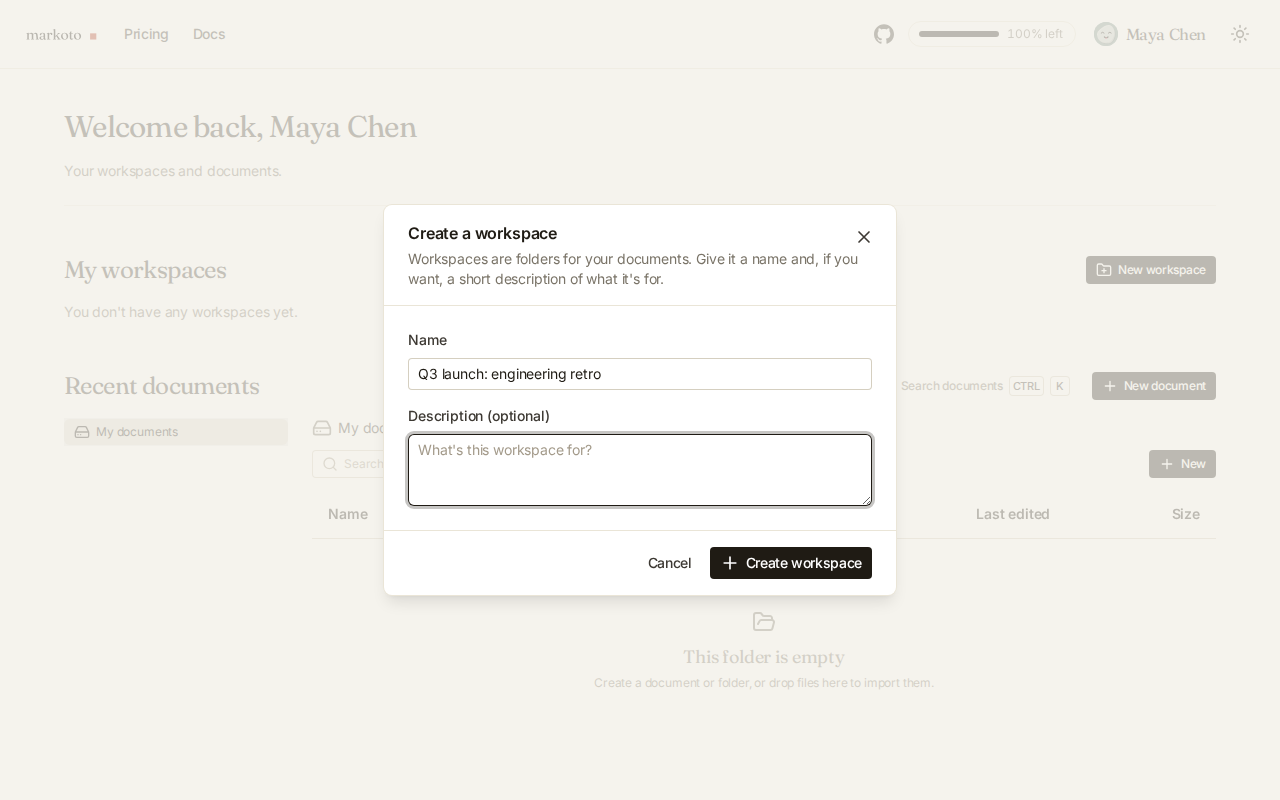 markoto
Pricing
Docs
100% left
Maya Chen
Welcome back, Maya Chen
Your workspaces and documents.
My workspaces
New workspace
You don't have any workspaces yet.
Recent documents
Search documents
CTRL
K
New document
My documents
My doc
Search
New
Name
Last edited
Size
This folder is empty
Create a document or folder, or drop files here to import them.
Create a workspace
Workspaces are folders for your documents. Give it a name and, if you
want, a short description of what it's for.
Name
Q3 launch: engineering retro
Description (optional)
What's this workspace for?
Cancel
Create workspace